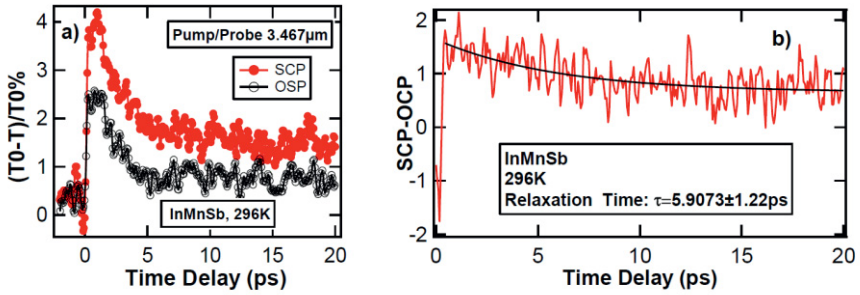 a)
Pump/Probe 3.467µm
SCP
OSP
InMnSb, 296K
(T0-T)/T0%
4
3
2
1
0
0
5
10
15
20
Time Delay (ps)
b)
SCP-OCP
2
1
0
-1
-2
InMnSb
296K
Relaxation Time: τ=5.9073±1.22ps
0
5
10
15
20
Time Delay (ps)